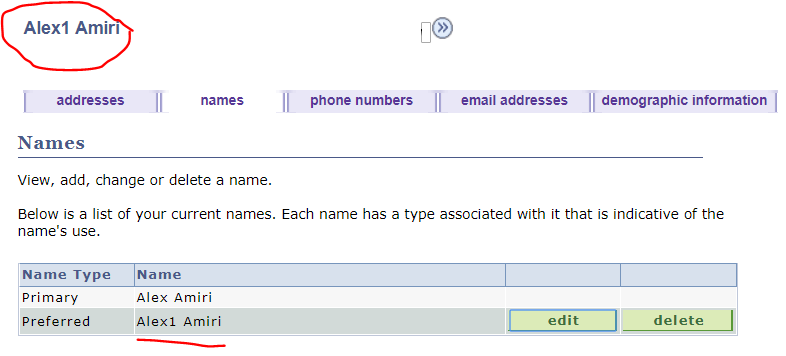 Alex1 Amiri
addresses names phone numbers email addresses demographic information
Names
View, add, change or delete a name.
Below is a list of your current names. Each name has a type associated with it that is indicative of the
name's use.
Name Type Name
Primary Alex Amiri
Preferred Alex1 Amiri edit delete